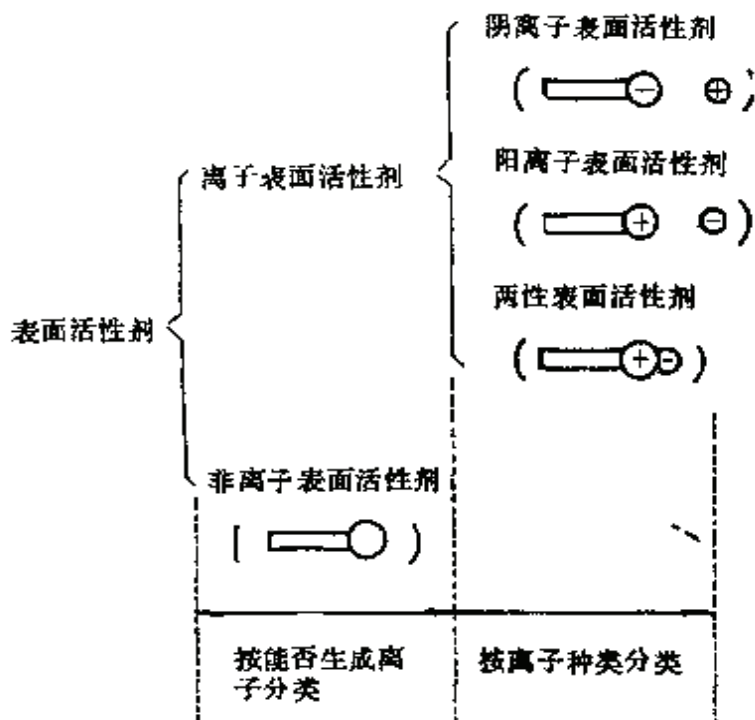 阴离子表面活性剂
(− +)
离子表面活性剂
阳离子表面活性剂
(+ −)
两性表面活性剂
(+ −)
表面活性剂
非离子表面活性剂
按能否生成离
子分类
按离子种类分类